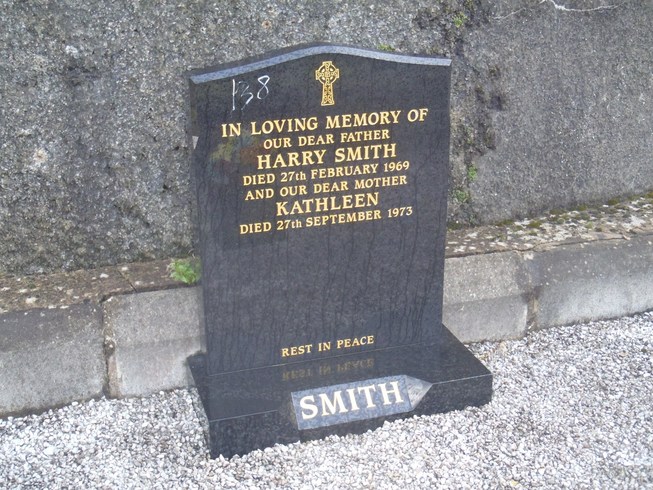 138
IN LOVING MEMORY OF
OUR DEAR FATHER
HARRY SMITH
DIED 27th FEBRUARY 1969
AND OUR DEAR MOTHER
KATHLEEN
DIED 27th SEPTEMBER 1973
REST IN PEACE
SMITH